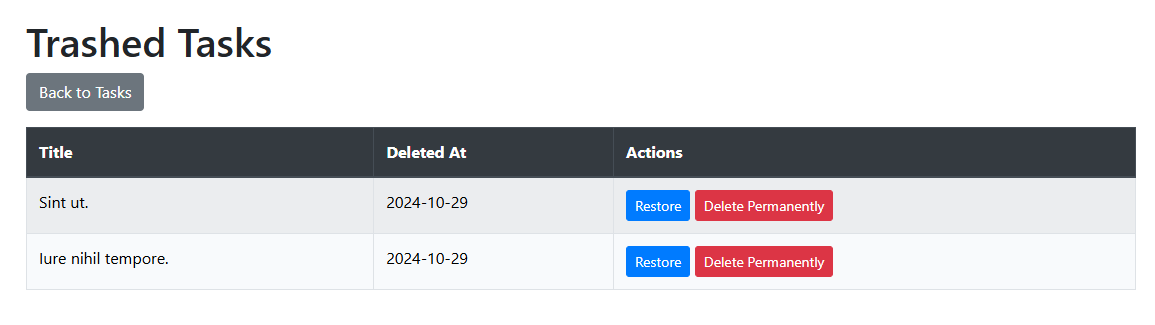 Trashed Tasks
Back to Tasks
Title Deleted At Actions
Sint ut. 2024-10-29 Restore Delete Permanently
Iure nihil tempore. 2024-10-29 Restore Delete Permanently